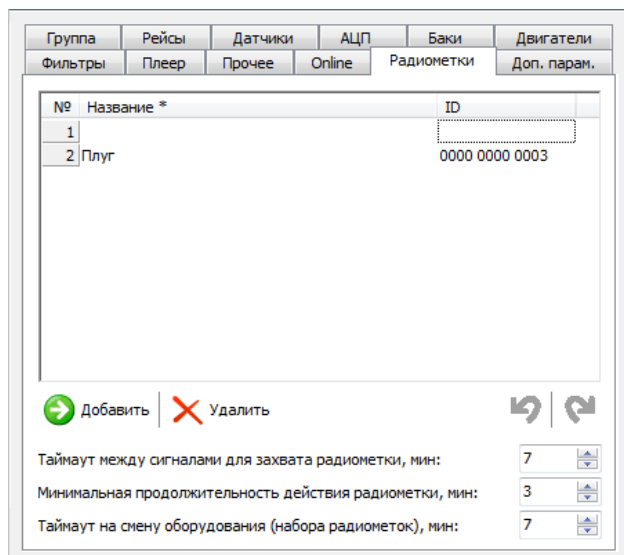 Группа Рейсы Датчики АЦП Баки Двигатели
Фильтры Плеер Прочее Online Радиометки Доп. парам.
№ Название * ID
1
2 Плуг 0000 0000 0003
Добавить Удалить
Таймаут между сигналами для захвата радиометки, мин: 7
Минимальная продолжительность действия радиометки, мин: 3
Таймаут на смену оборудования (набора радиометок), мин: 7